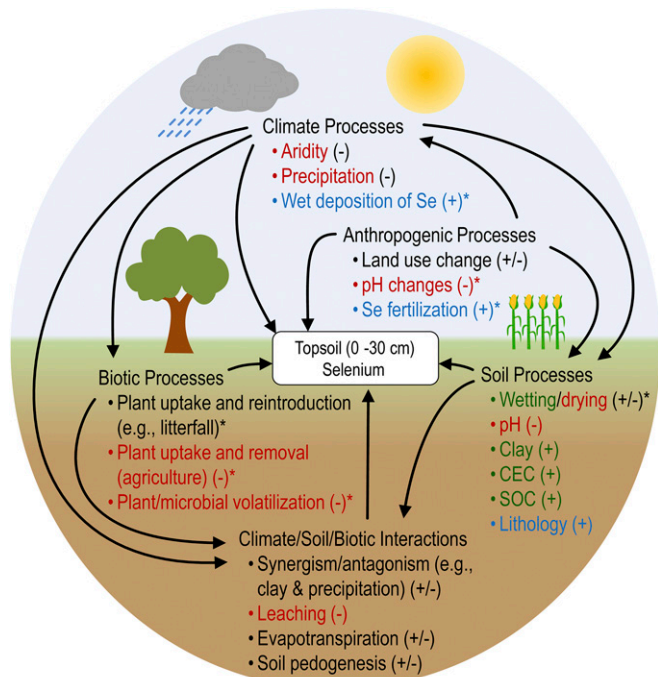 Climate Processes
• Aridity (-)
• Precipitation (-)
• Wet deposition of Se (+)*
Anthropogenic Processes
• Land use change (+/-)
• pH changes (-)*
• Se fertilization (+)*
Topsoil (0 -30 cm)
Selenium
Biotic Processes
• Plant uptake and reintroduction
(e.g., litterfall)*
• Plant uptake and removal
(agriculture) (-)*
• Plant/microbial volatilization (-)*
Soil Processes
• Wetting/drying (+/-)*
• pH (-)
• Clay (+)
• CEC (+)
• SOC (+)
• Lithology (+)
Climate/Soil/Biotic Interactions
• Synergism/antagonism (e.g.,
clay & precipitation) (+/-)
• Leaching (-)
• Evapotranspiration (+/-)
• Soil pedogenesis (+/-)